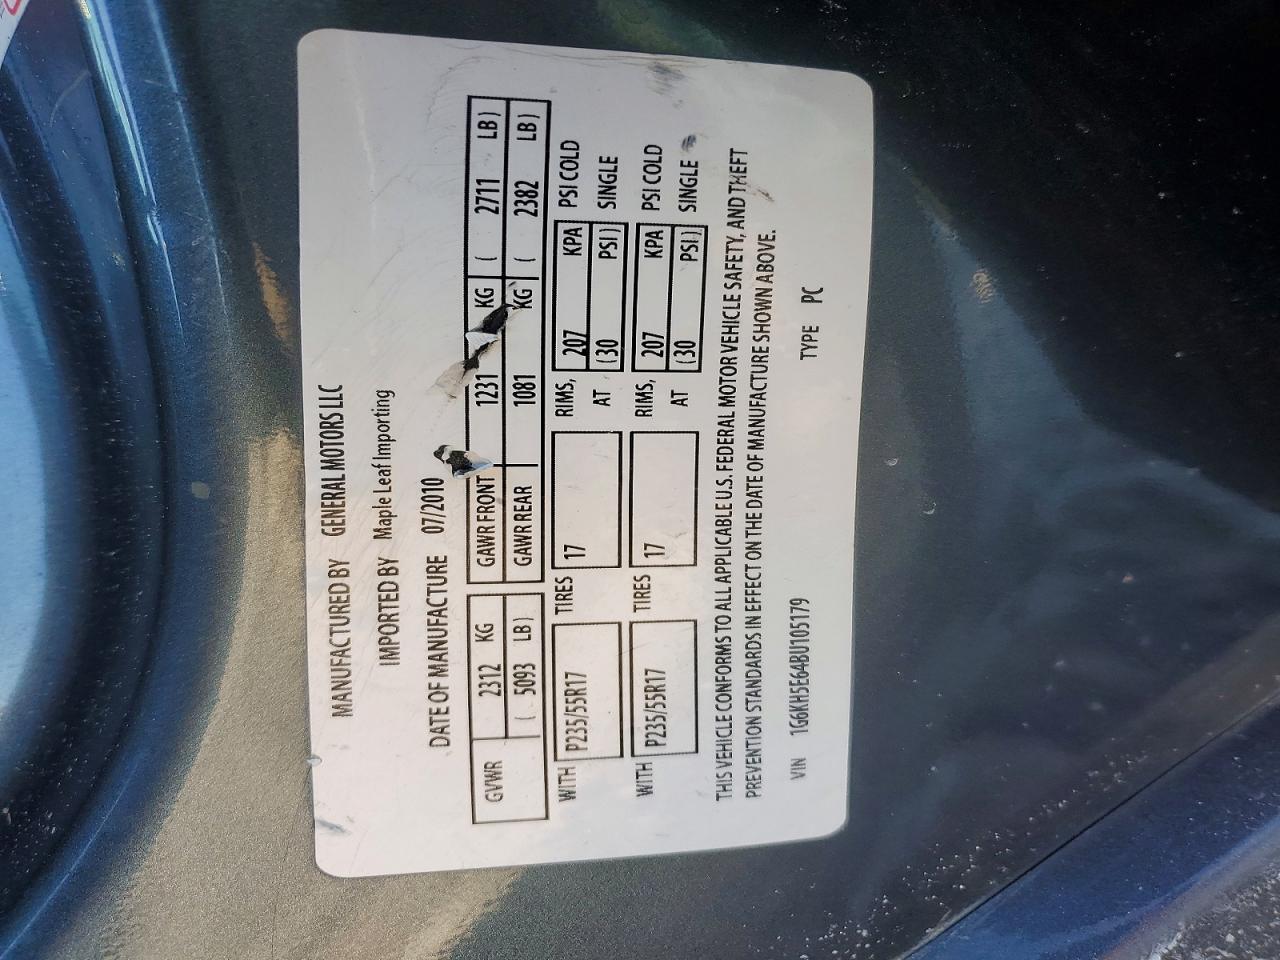 MANUFACTURED BY GENERAL MOTORS LLC
IMPORTED BY Maple Leaf Importing
DATE OF MANUFACTURE 07/2010
GVWR 2312 KG GAWR FRONT 1231 KG ( 2711 LB )
( 5093 LB ) GAWR REAR 1081 KG ( 2382 LB )
WITH P235/55R17 TIRES 17 RIMS, 207 KPA PSI COLD
AT ( 30 PSI ) SINGLE
WITH P235/55R17 TIRES 17 RIMS, 207 KPA PSI COLD
AT ( 30 PSI ) SINGLE
THIS VEHICLE CONFORMS TO ALL APPLICABLE U.S. FEDERAL MOTOR VEHICLE SAFETY, AND THEFT
PREVENTION STANDARDS IN EFFECT ON THE DATE OF MANUFACTURE SHOWN ABOVE.
VIN 1G6KH5E64BU105179 TYPE PC